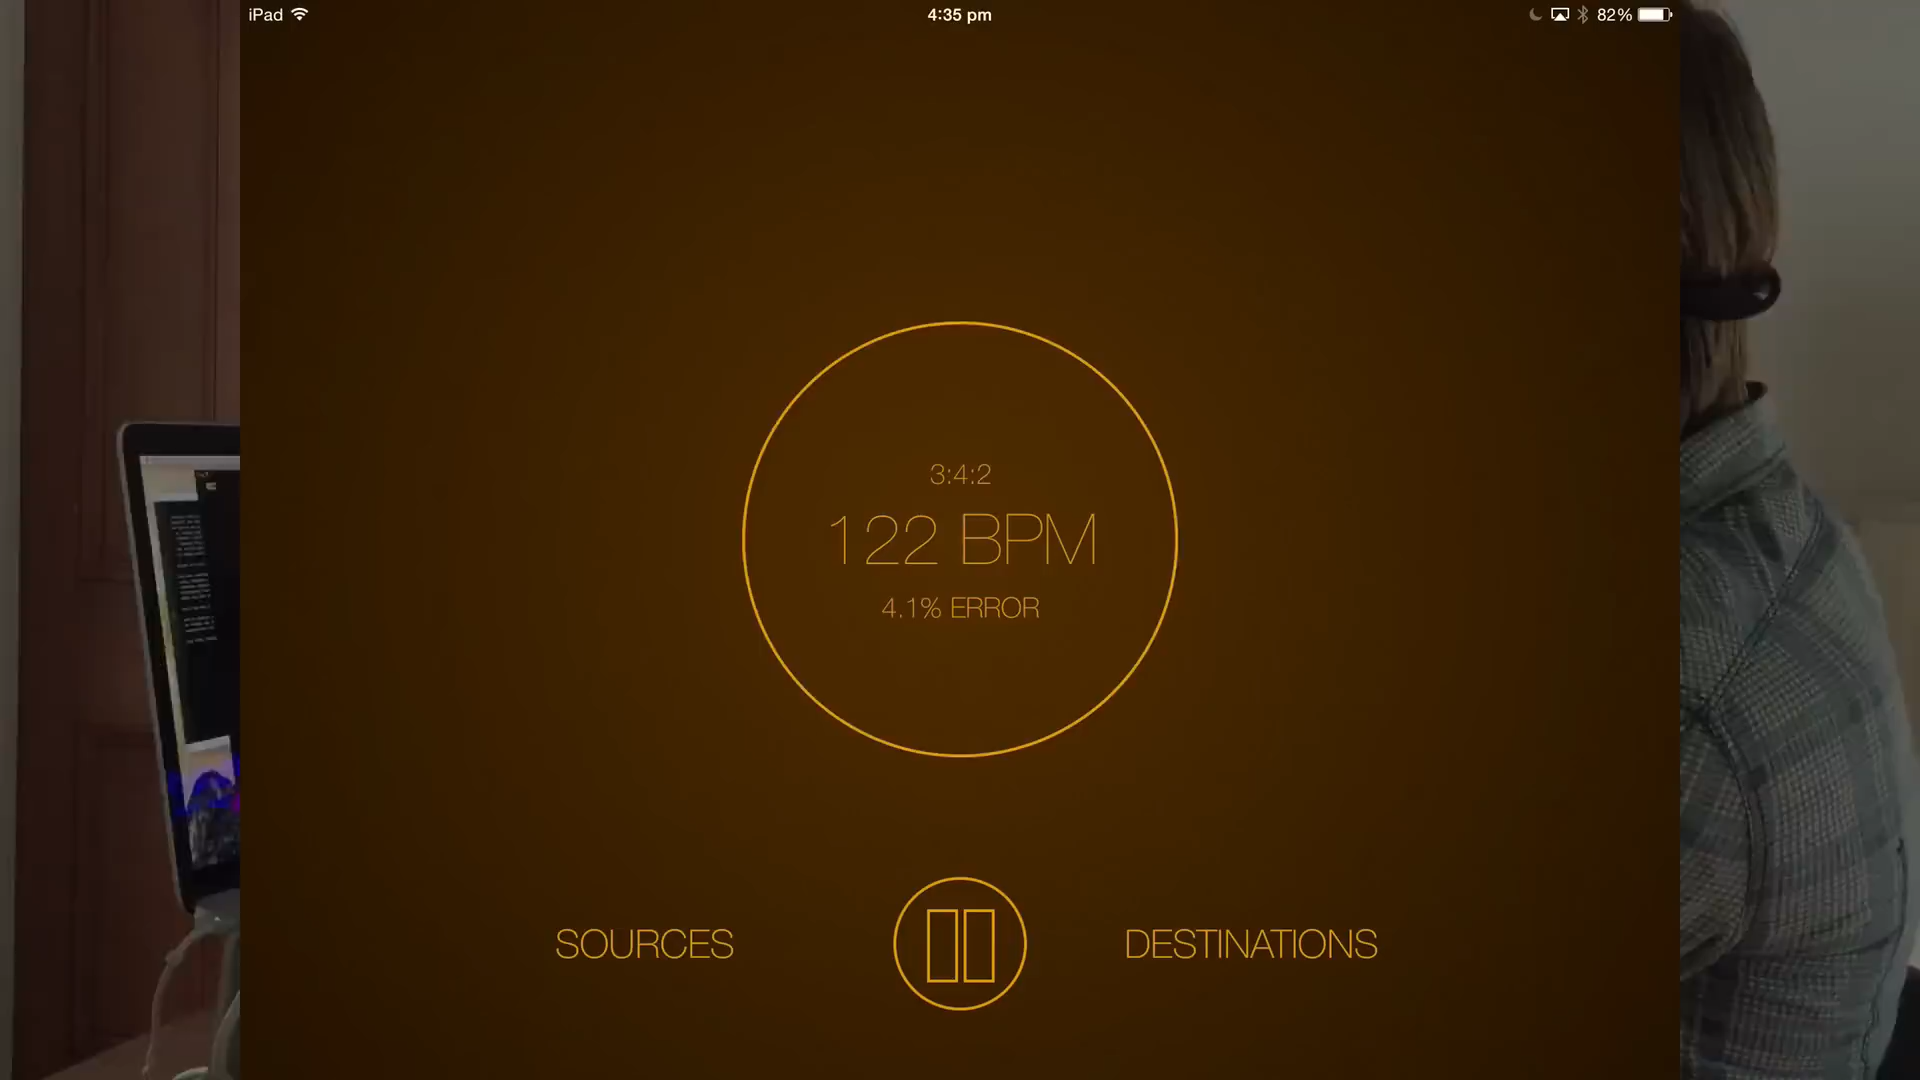 iPad
4:35 pm
82%
3:4:2
122 BPM
4.1% ERROR
SOURCES
DESTINATIONS